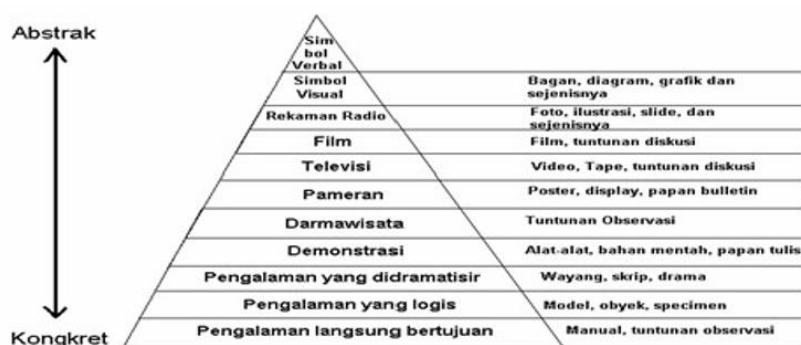 Abstrak
Sim
bol
Verbal
Simbol
Visual
Bagan, diagram, grafik dan
sejenisnya
Rekaman Radio
Foto, ilustrasi, slide, dan
sejenisnya
Film
Film, tuntunan diskusi
Televisi
Video, Tape, tuntunan diskusi
Pameran
Poster, display, papan bulletin
Darmawisata
Tuntunan Observasi
Demonstrasi
Alat-alat, bahan mentah, papan tulis
Pengalaman yang didramatisir
Wayang, skrip, drama
Pengalaman yang logis
Model, obyek, specimen
Kongkret
Pengalaman langsung bertujuan
Manual, tuntunan observasi